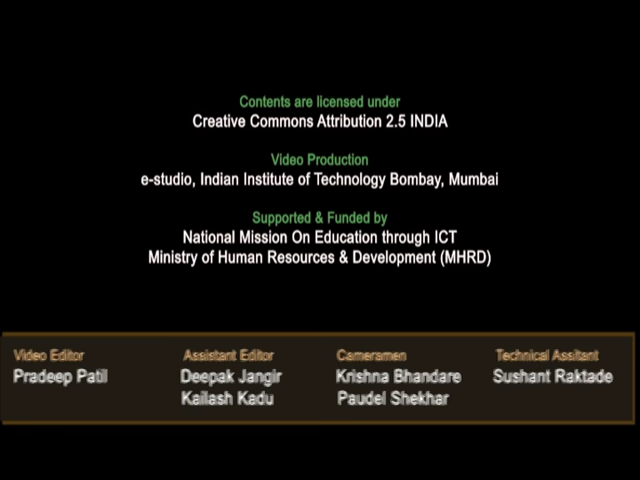 Contents are licensed under
Creative Commons Attribution 2.5 INDIA
Video Production
e-studio, Indian Institute of Technology Bombay, Mumbai
Supported & Funded by
National Mission On Education through ICT
Ministry of Human Resources & Development (MHRD)
Video Editor Assistant Editor Cameramen Technical Assitant
Pradeep Patil Deepak Jangir Krishna Bhandare Sushant Raktade
Kailash Kadu Paudel Shekhar